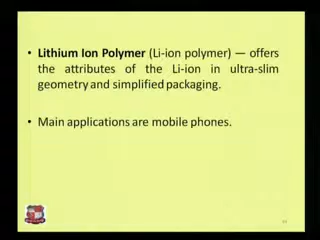 • Lithium Ion Polymer (Li-ion polymer) — offers
the attributes of the Li-ion in ultra-slim
geometry and simplified packaging.
• Main applications are mobile phones.